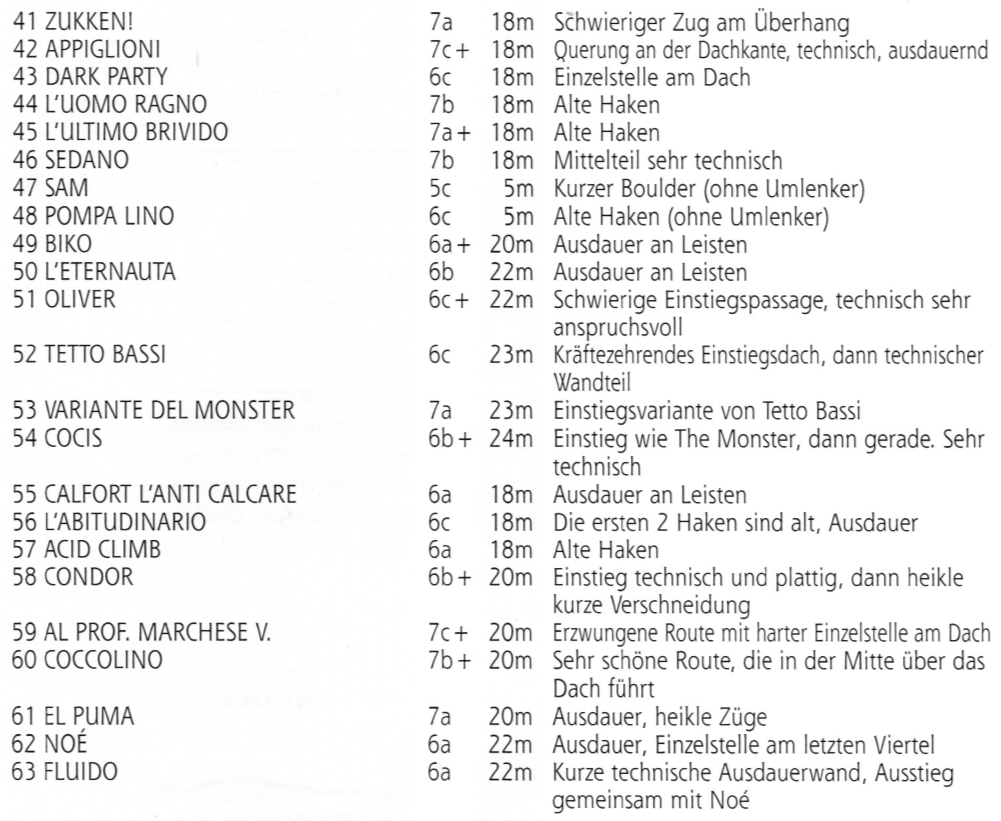 41 ZUKKEN! 7a 18m Schwieriger Zug am Überhang
42 APPIGLIONI 7c+ 18m Querung an der Dachkante, technisch, ausdauernd
43 DARK PARTY 6c 18m Einzelstelle am Dach
44 L'UOMO RAGNO 7b 18m Alte Haken
45 L'ULTIMO BRIVIDO 7a+ 18m Alte Haken
46 SEDANO 7b 18m Mittelteil sehr technisch
47 SAM 5c 5m Kurzer Boulder (ohne Umlenker)
48 POMPA LINO 6c 5m Alte Haken (ohne Umlenker)
49 BIKO 6a+ 20m Ausdauer an Leisten
50 L'ETERNAUTA 6b 22m Ausdauer an Leisten
51 OLIVER 6c+ 22m Schwierige Einstiegspassage, technisch sehr
anspruchsvoll
52 TETTO BASSI 6c 23m Kräftezehrendes Einstiegsdach, dann technischer
Wandteil
53 VARIANTE DEL MONSTER 7a 23m Einstiegsvariante von Tetto Bassi
54 COCIS 6b+ 24m Einstieg wie The Monster, dann gerade. Sehr
technisch
55 CALFORT L'ANTI CALCARE 6a 18m Ausdauer an Leisten
56 L'ABITUDINARIO 6c 18m Die ersten 2 Haken sind alt, Ausdauer
57 ACID CLIMB 6a 18m Alte Haken
58 CONDOR 6b+ 20m Einstieg technisch und plattig, dann heikle
kurze Verschneidung
59 AL PROF. MARCHESE V. 7c+ 20m Erzwungene Route mit harter Einzelstelle am Dach
60 COCCOLINO 7b+ 20m Sehr schöne Route, die in der Mitte über das
Dach führt
61 EL PUMA 7a 20m Ausdauer, heikle Züge
62 NOÉ 6a 22m Ausdauer, Einzelstelle am letzten Viertel
63 FLUIDO 6a 22m Kurze technische Ausdauerwand, Ausstieg
gemeinsam mit Noé